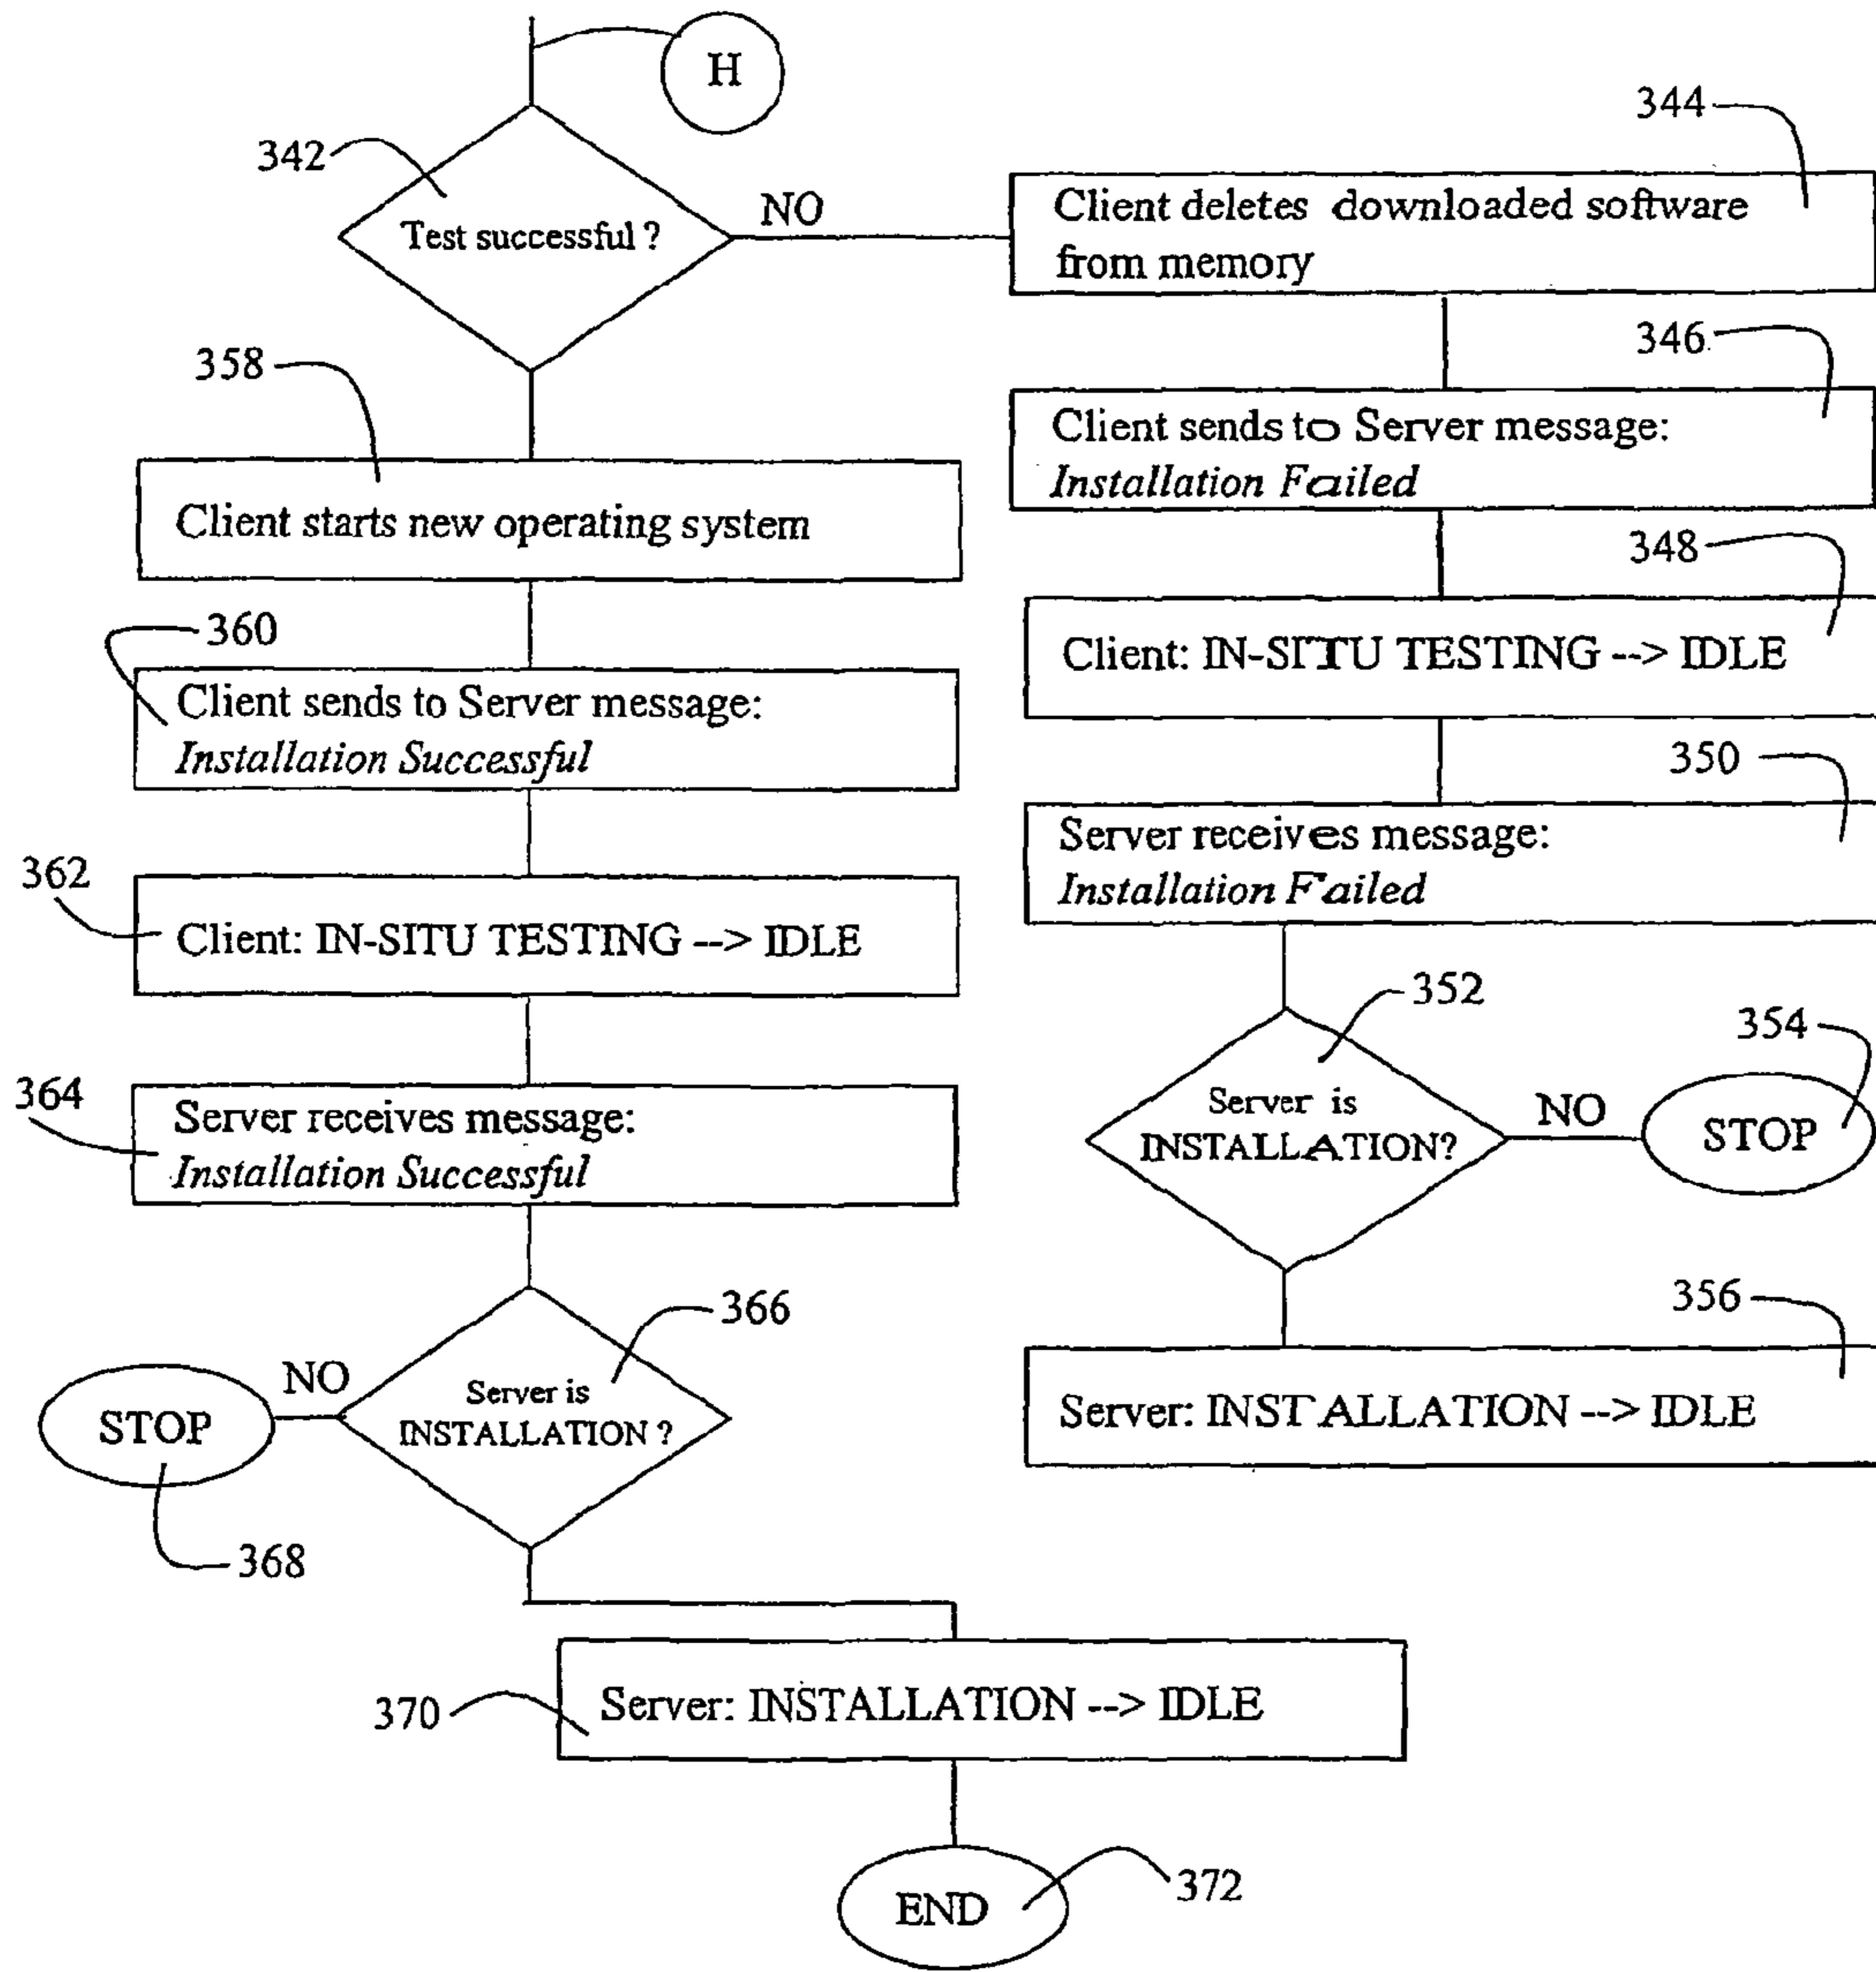 H
342
Test successful ?
NO
344
Client deletes downloaded software
from memory
346
Client sends to Server message:
Installation Failed
348
Client: IN-SITU TESTING --> IDLE
350
Server receives message:
Installation Failed
352
Server is
INSTALLATION?
NO
354
STOP
356
Server: INSTALLATION --> IDLE
358
Client starts new operating system
360
Client sends to Server message:
Installation Successful
362
Client: IN-SITU TESTING --> IDLE
364
Server receives message:
Installation Successful
366
Server is
INSTALLATION ?
NO
STOP
368
370
Server: INSTALLATION --> IDLE
END
372